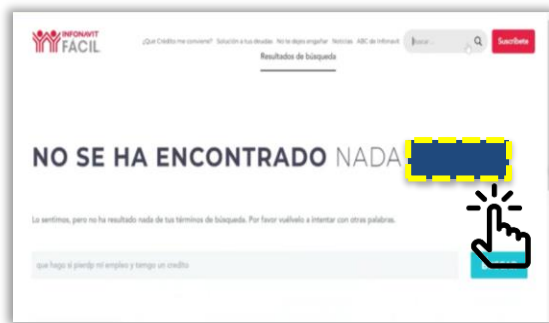 INFONAVIT
FÁCIL
¿Qué Crédito me conviene? Solución a tus deudas No te dejes engañar Noticias ABC de Infonavit
Buscar...
Suscríbete
Resultados de búsqueda
NO SE HA ENCONTRADO NADA
Lo sentimos, pero no ha resultado nada de tus términos de búsqueda. Por favor vuélvelo a intentar con otras palabras.
que hago si pierdp mi empleo y temgo un credito